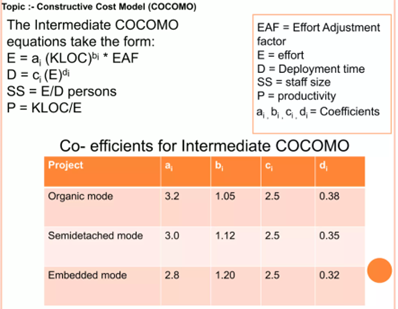 Topic :- Constructive Cost Model (COCOMO)
The Intermediate COCOMO
equations take the form:
E = aᵢ (KLOC)ᵇⁱ * EAF
D = cᵢ (E)ᵈⁱ
SS = E/D persons
P = KLOC/E
EAF = Effort Adjustment
factor
E = effort
D = Deployment time
SS = staff size
P = productivity
aᵢ, bᵢ, cᵢ, dᵢ = Coefficients
Co- efficients for Intermediate COCOMO
Project aᵢ bᵢ cᵢ dᵢ
Organic mode 3.2 1.05 2.5 0.38
Semidetached mode 3.0 1.12 2.5 0.35
Embedded mode 2.8 1.20 2.5 0.32